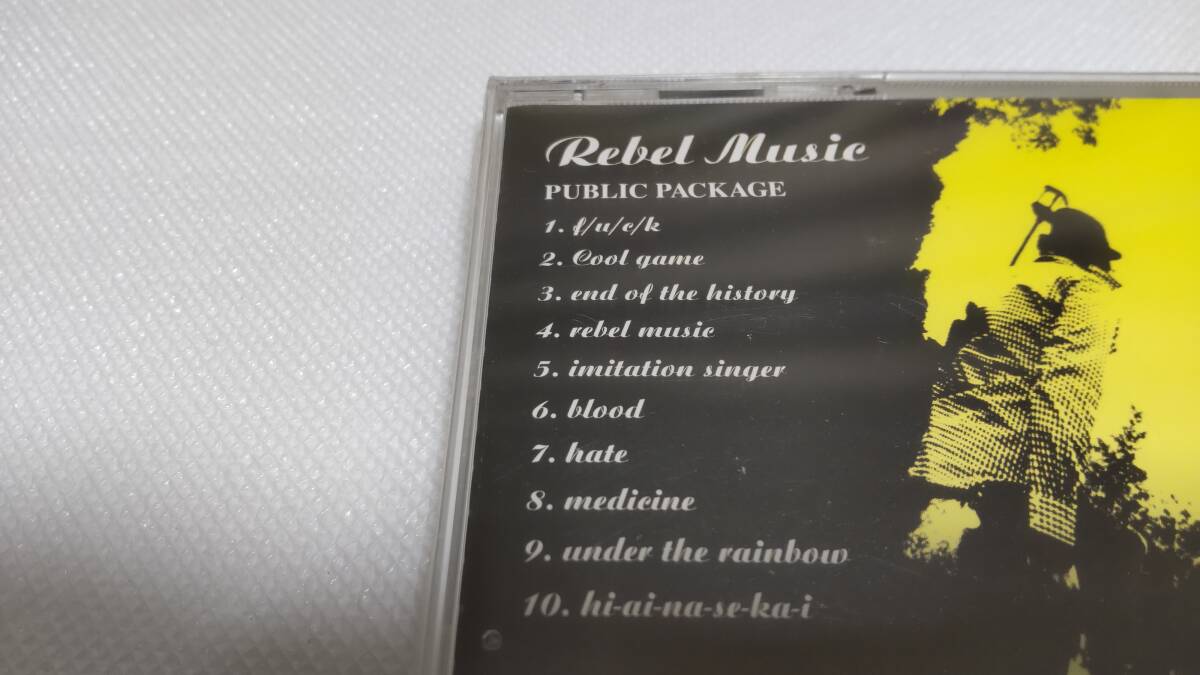 Rebel Music
PUBLIC PACKAGE
1. f/u/c/k
2. Cool game
3. end of the history
4. rebel music
5. imitation singer
6. blood
7. hate
8. medicine
9. under the rainbow
10. hi-ai-na-se-ka-i